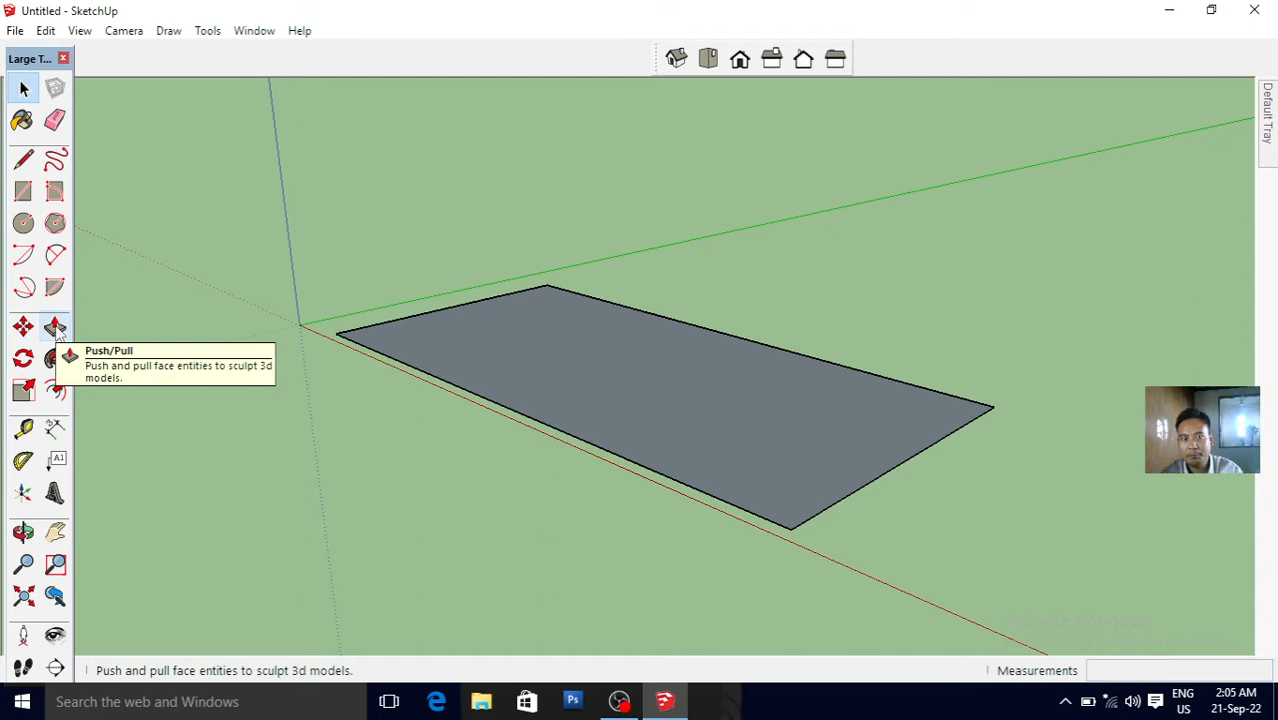 Untitled - SketchUp
File Edit View Camera Draw Tools Window Help
Large T...
Default Tray
Push/Pull
Push and pull face entities to sculpt 3d
models.
A1
Push and pull face entities to sculpt 3d models.
Measurements
Search the web and Windows
Ps
ENG
US
2:05 AM
21-Sep-22